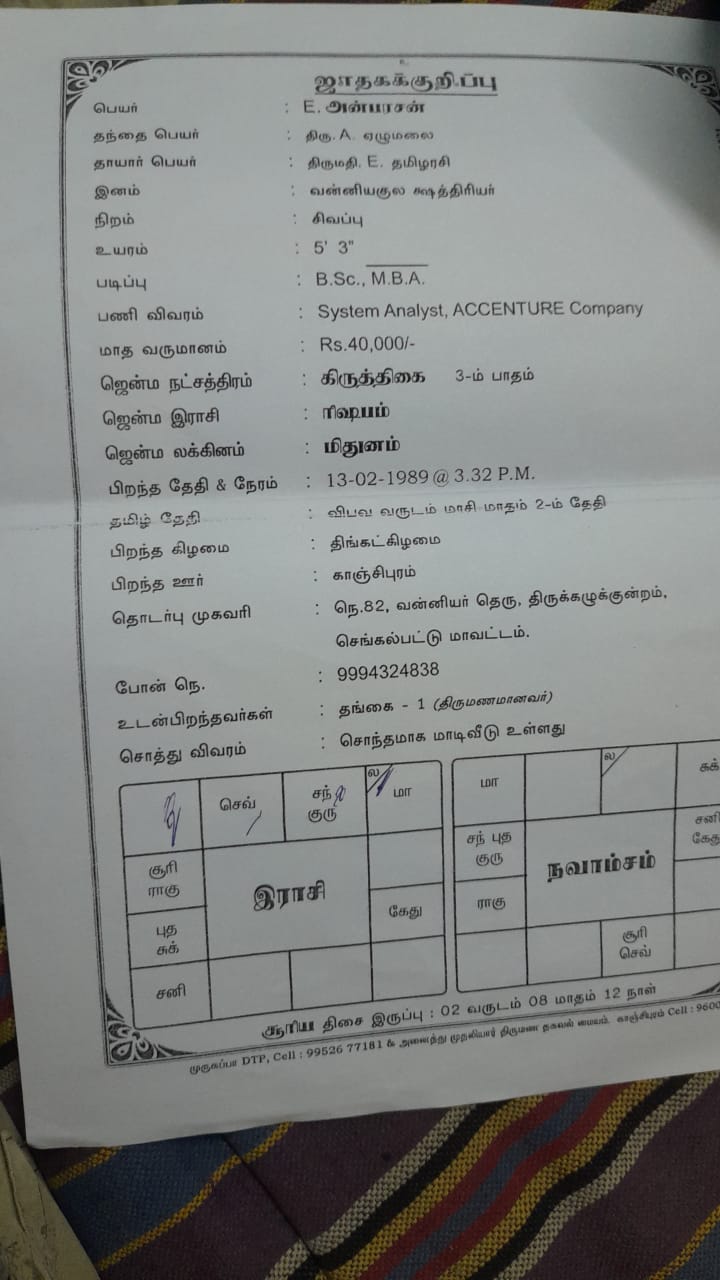 உ
ஜாதகக்குறிப்பு
பெயர் : E. அன்பரசன்
தந்தை பெயர் : திரு. A. ஏழுமலை
தாயார் பெயர் : திருமதி. E. தமிழரசி
இனம் : வன்னியகுல க்ஷத்திரியர்
நிறம் : சிவப்பு
உயரம் : 5' 3"
படிப்பு : B.Sc., M.B.A.
பணி விவரம் : System Analyst, ACCENTURE Company
மாத வருமானம் : Rs.40,000/-
ஜென்ம நட்சத்திரம் : கிருத்திகை 3-ம் பாதம்
ஜென்ம இராசி : ரிஷபம்
ஜென்ம லக்கினம் : மிதுனம்
பிறந்த தேதி & நேரம் : 13-02-1989 @ 3.32 P.M.
தமிழ் தேதி : விபவ வருடம் மாசி மாதம் 2-ம் தேதி
பிறந்த கிழமை : திங்கட்கிழமை
பிறந்த ஊர் : காஞ்சிபுரம்
தொடர்பு முகவரி : நெ.82, வன்னியர் தெரு, திருக்கழுக்குன்றம்,
செங்கல்பட்டு மாவட்டம்.
போன் நெ. : 9994324838
உடன்பிறந்தவர்கள் : தங்கை - 1 (திருமணமானவர்)
சொத்து விவரம் : சொந்தமாக மாடிவீடு உள்ளது
செவ் சந் குரு ல மா
சூரி ராகு
புத சுக்
சனி
கேது
இராசி
மா ல சுக்
சந் புத குரு
ராகு
சனி கேது
சூரி செவ்
நவாம்சம்
சூரிய திசை இருப்பு : 02 வருடம் 08 மாதம் 12 நாள்
முருகப்பா DTP, Cell : 99526 77181 & அனைத்து முதலியார் திருமண தகவல் மையம், காஞ்சிபுரம் Cell : 9600